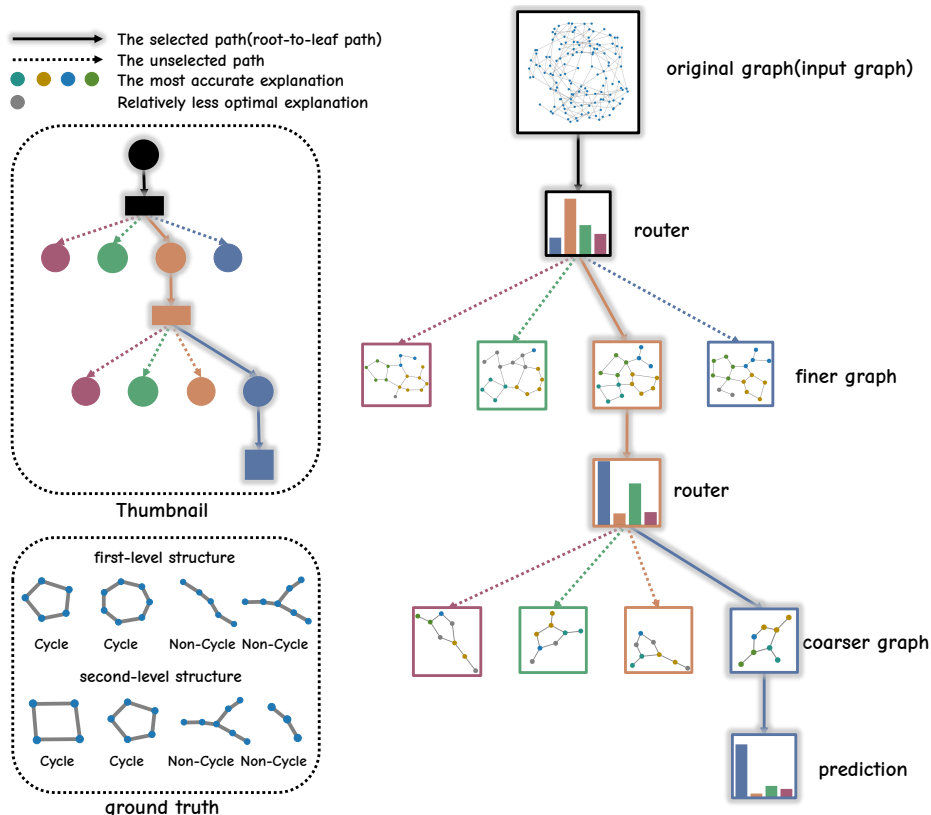 The selected path(root-to-leaf path)
The unselected path
The most accurate explanation
Relatively less optimal explanation
original graph(input graph)
router
finer graph
router
coarser graph
prediction
Thumbnail
first-level structure
Cycle Cycle Non-Cycle Non-Cycle
second-level structure
Cycle Cycle Non-Cycle Non-Cycle
ground truth